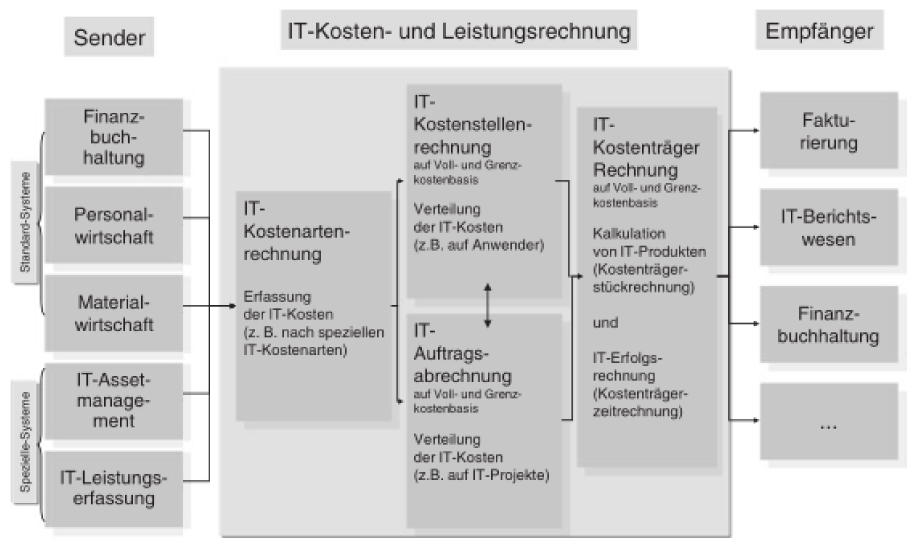 Sender
IT-Kosten- und Leistungsrechnung
Empfänger
Standard-Systeme
Finanz-
buch-
haltung
Personal-
wirtschaft
Material-
wirtschaft
Spezielle-Systeme
IT-Asset-
manage-
ment
IT-Leistungs-
erfassung
IT-
Kostenarten-
rechnung
Erfassung
der IT-Kosten
(z. B. nach speziellen
IT-Kostenarten)
IT-
Kostenstellen-
rechnung
auf Voll- und Grenz-
kostenbasis
Verteilung
der IT-Kosten
(z.B. auf Anwender)
IT-
Auftrags-
abrechnung
auf Voll- und Grenz-
kostenbasis
Verteilung
der IT-Kosten
(z.B. auf IT-Projekte)
IT-
Kostenträger
Rechnung
auf Voll- und Grenz-
kostenbasis
Kalkulation
von IT-Produkten
(Kostenträger-
stückrechnung)
und
IT-Erfolgs-
rechnung
(Kostenträger-
zeitrechnung)
Faktu-
rierung
IT-Berichts-
wesen
Finanz-
buchhaltung
...